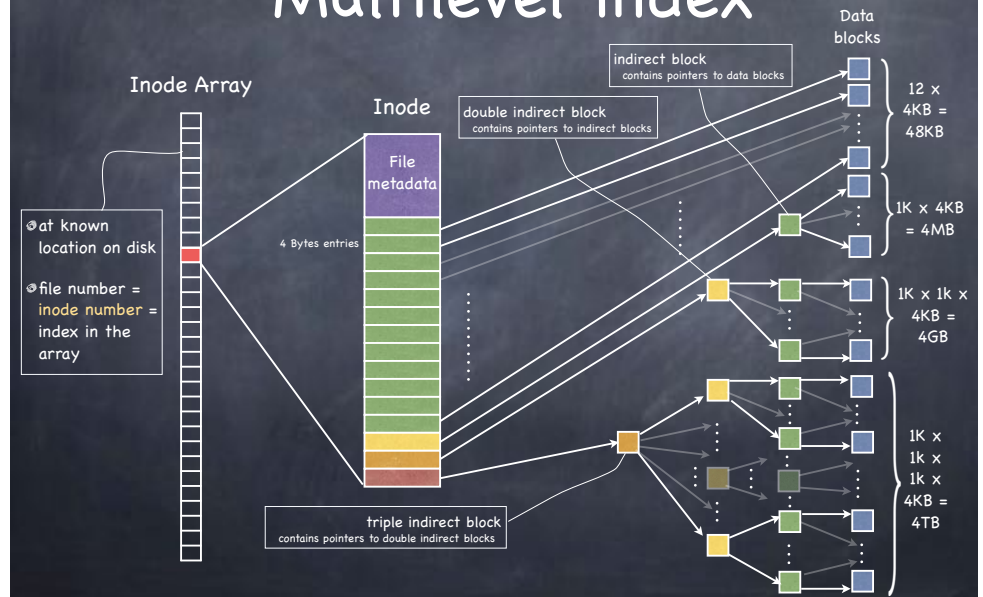 Multilevel index
Data
blocks
indirect block
contains pointers to data blocks
Inode Array
Inode
double indirect block
contains pointers to indirect blocks
12 x
4KB =
48KB
File
metadata
1K x 4KB
= 4MB
at known
location on disk
file number =
inode number =
index in the
array
4 Bytes entries
1K x 1k x
4KB =
4GB
1K x
1k x
1k x
4KB =
4TB
triple indirect block
contains pointers to double indirect blocks